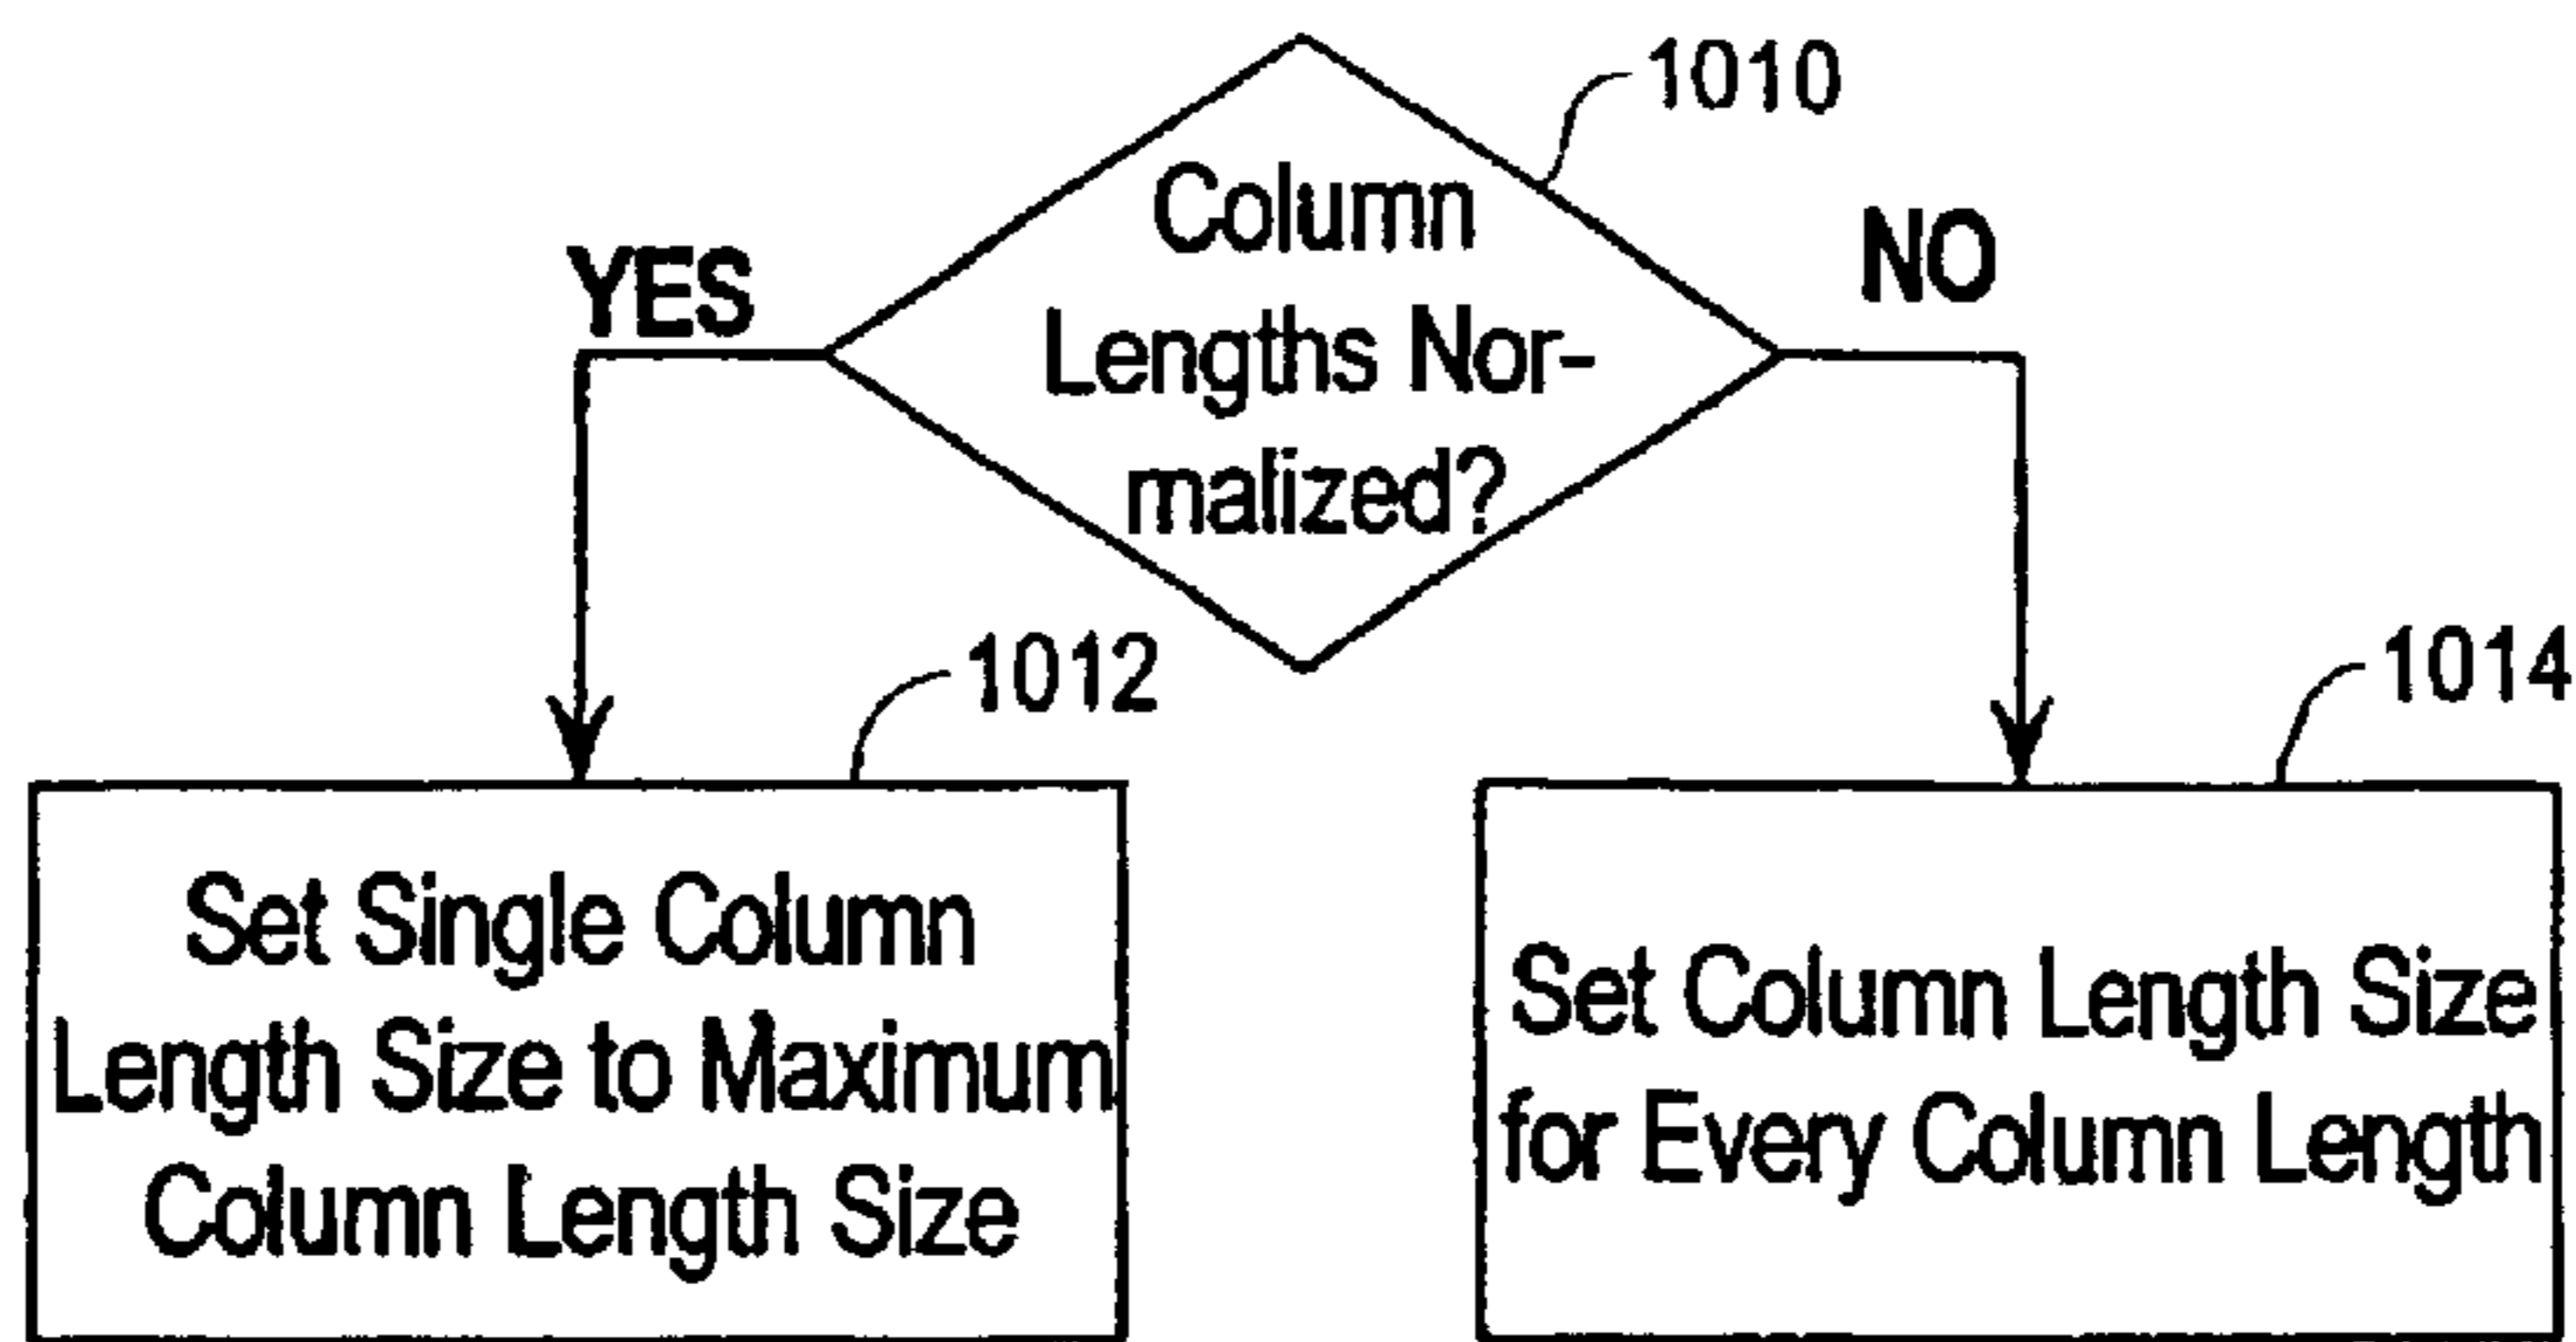 1010
Column
Lengths Nor-
malized?
YES
NO
1012
1014
Set Single Column
Length Size to Maximum
Column Length Size
Set Column Length Size
for Every Column Length